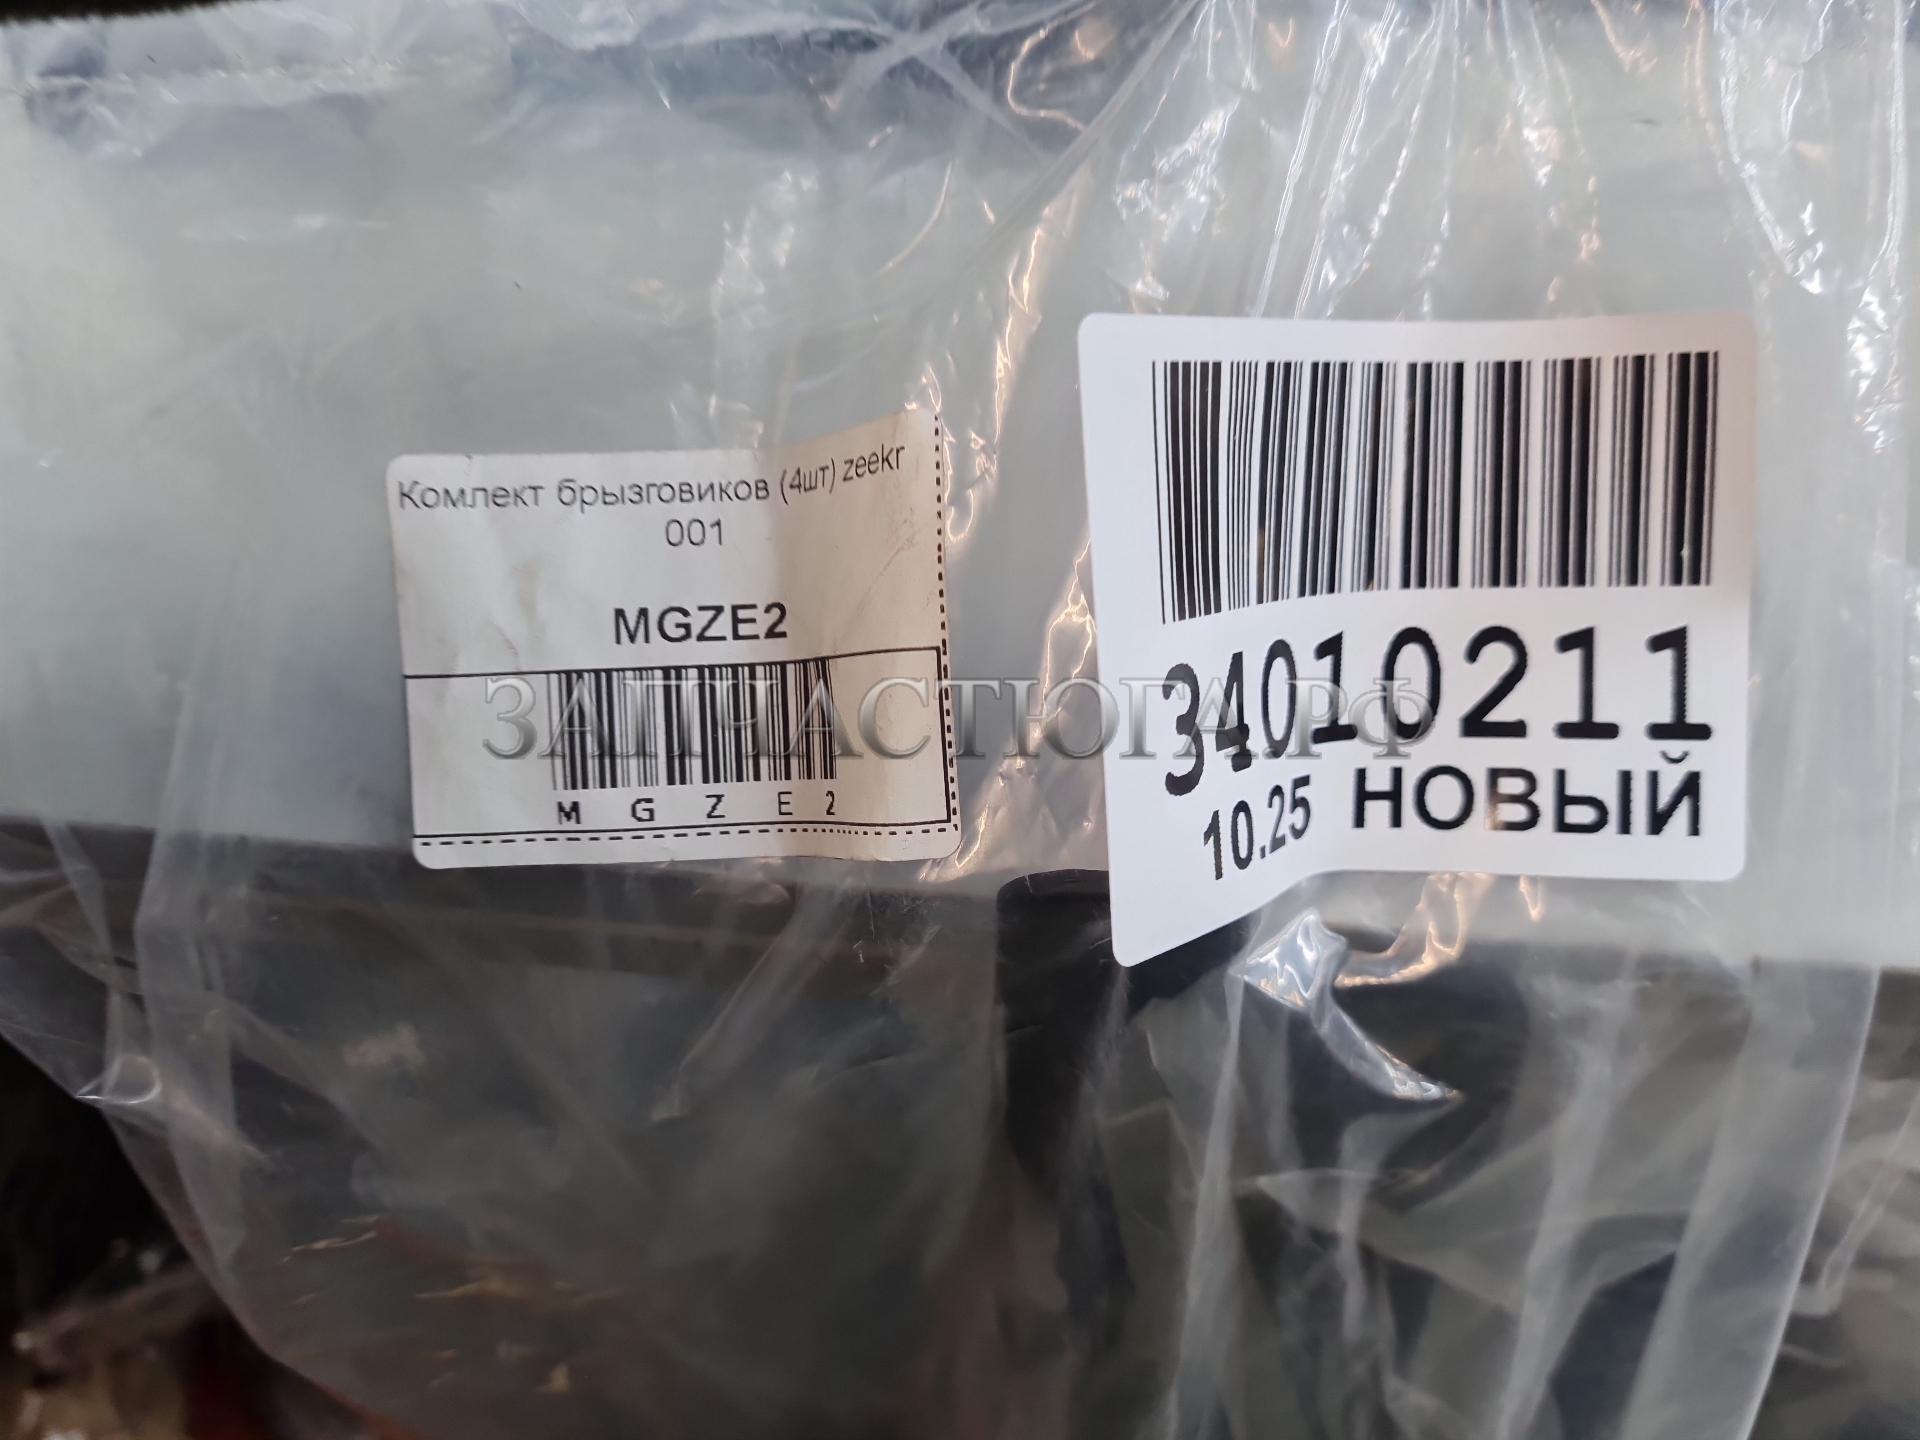 Комлект брызговиков (4шт) zeekr
001
MGZE2
M G Z E 2
34010211
10.25 НОВЫЙ
ЗАПЧАСТЮГА.РФ